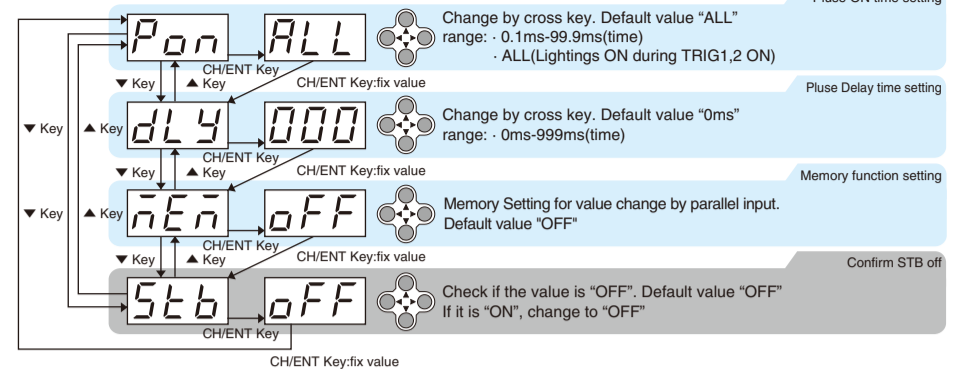 Pluse ON time setting
Pon
ALL
Change by cross key. Default value “ALL”
range: · 0.1ms-99.9ms(time)
· ALL(Lightings ON during TRIG1,2 ON)
CH/ENT Key
▼ Key
▲ Key
CH/ENT Key:fix value
Pluse Delay time setting
▼ Key
▲ Key
dLY
000
Change by cross key. Default value “0ms”
range: · 0ms-999ms(time)
CH/ENT Key
▼ Key
▲ Key
CH/ENT Key:fix value
Memory function setting
▼ Key
▲ Key
mEm
oFF
Memory Setting for value change by parallel input.
Default value "OFF"
CH/ENT Key
▼ Key
▲ Key
CH/ENT Key:fix value
Confirm STB off
Stb
oFF
Check if the value is “OFF”. Default value “OFF”
If it is “ON”, change to “OFF”
CH/ENT Key
CH/ENT Key:fix value